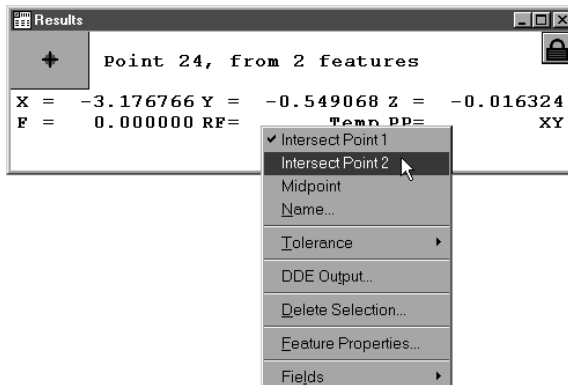 Results
Point 24, from 2 features
X = -3.176766 Y = -0.549068 Z = -0.016324
F = 0.000000 RF= Temp PP= XY
Intersect Point 1
Intersect Point 2
Midpoint
Name...
Tolerance
DDE Output...
Delete Selection...
Feature Properties...
Fields